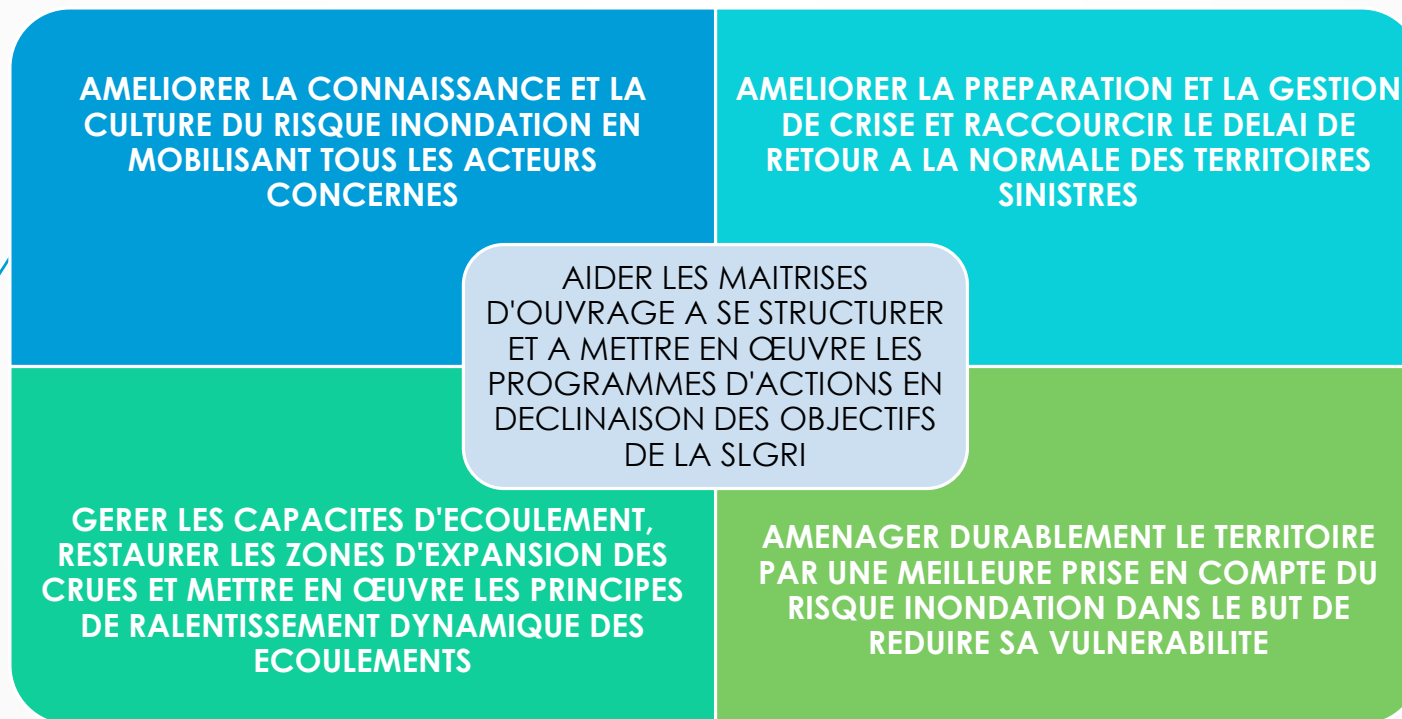 AMELIORER LA CONNAISSANCE ET LA
CULTURE DU RISQUE INONDATION EN
MOBILISANT TOUS LES ACTEURS
CONCERNES
AMELIORER LA PREPARATION ET LA GESTION
DE CRISE ET RACCOURCIR LE DELAI DE
RETOUR A LA NORMALE DES TERRITOIRES
SINISTRES
AIDER LES MAITRISES
D'OUVRAGE A SE STRUCTURER
ET A METTRE EN ŒUVRE LES
PROGRAMMES D'ACTIONS EN
DECLINAISON DES OBJECTIFS
DE LA SLGRI
GERER LES CAPACITES D'ECOULEMENT,
RESTAURER LES ZONES D'EXPANSION DES
CRUES ET METTRE EN ŒUVRE LES PRINCIPES
DE RALENTISSEMENT DYNAMIQUE DES
ECOULEMENTS
AMENAGER DURABLEMENT LE TERRITOIRE
PAR UNE MEILLEURE PRISE EN COMPTE DU
RISQUE INONDATION DANS LE BUT DE
REDUIRE SA VULNERABILITE